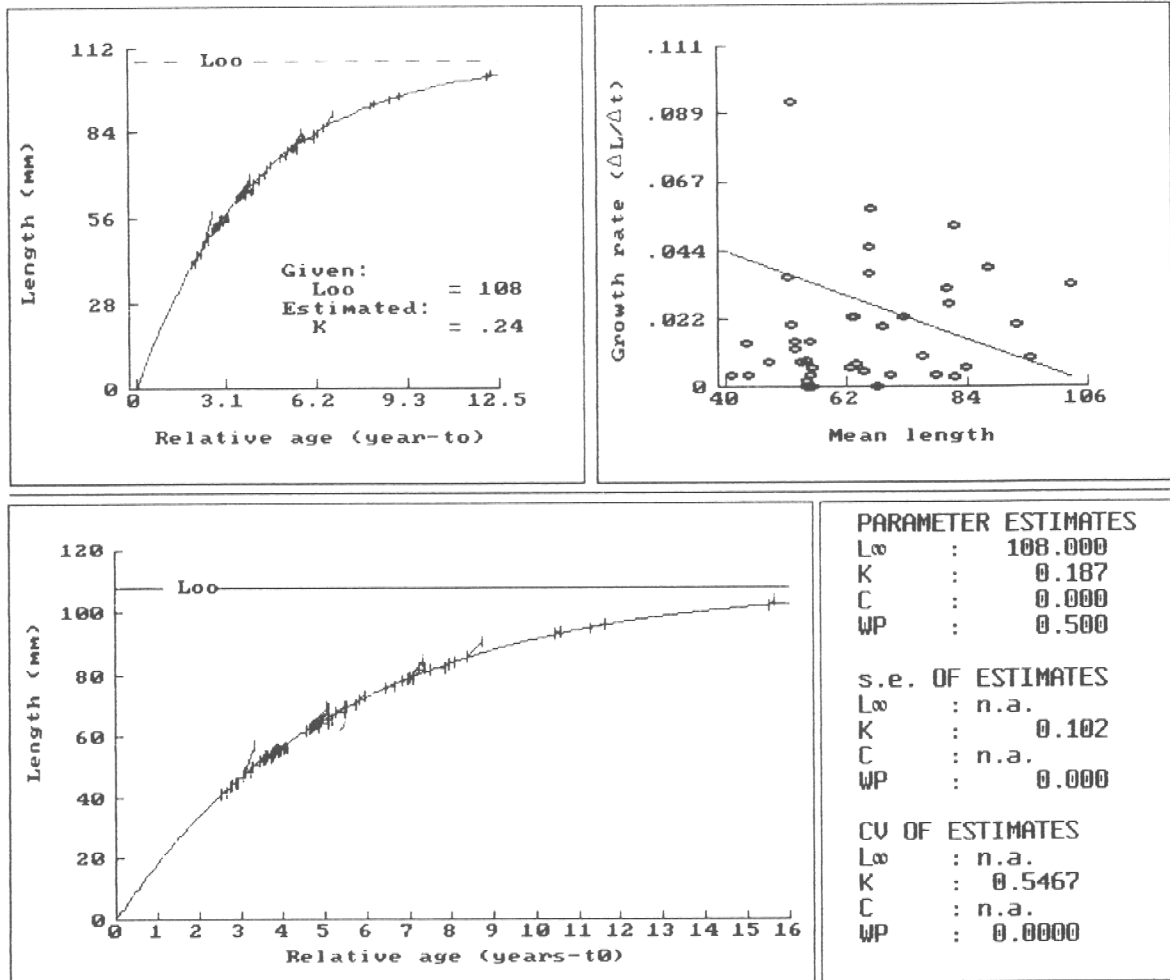 112
84
56
28
0
Loo
Length (mm)
Given:
Loo = 108
Estimated:
K = .24
0 3.1 6.2 9.3 12.5
Relative age (year-to)
.111
.089
.067
.044
.022
0
Growth rate (ΔL/Δt)
40 62 84 106
Mean length
120
100
80
60
40
20
0
Loo
Length (mm)
0 1 2 3 4 5 6 7 8 9 10 11 12 13 14 15 16
Relative age (years-t0)
PARAMETER ESTIMATES
L∞ : 108.000
K : 0.187
C : 0.000
WP : 0.500
s.e. OF ESTIMATES
L∞ : n.a.
K : 0.102
C : n.a.
WP : 0.000
CV OF ESTIMATES
L∞ : n.a.
K : 0.5467
C : n.a.
WP : 0.0000